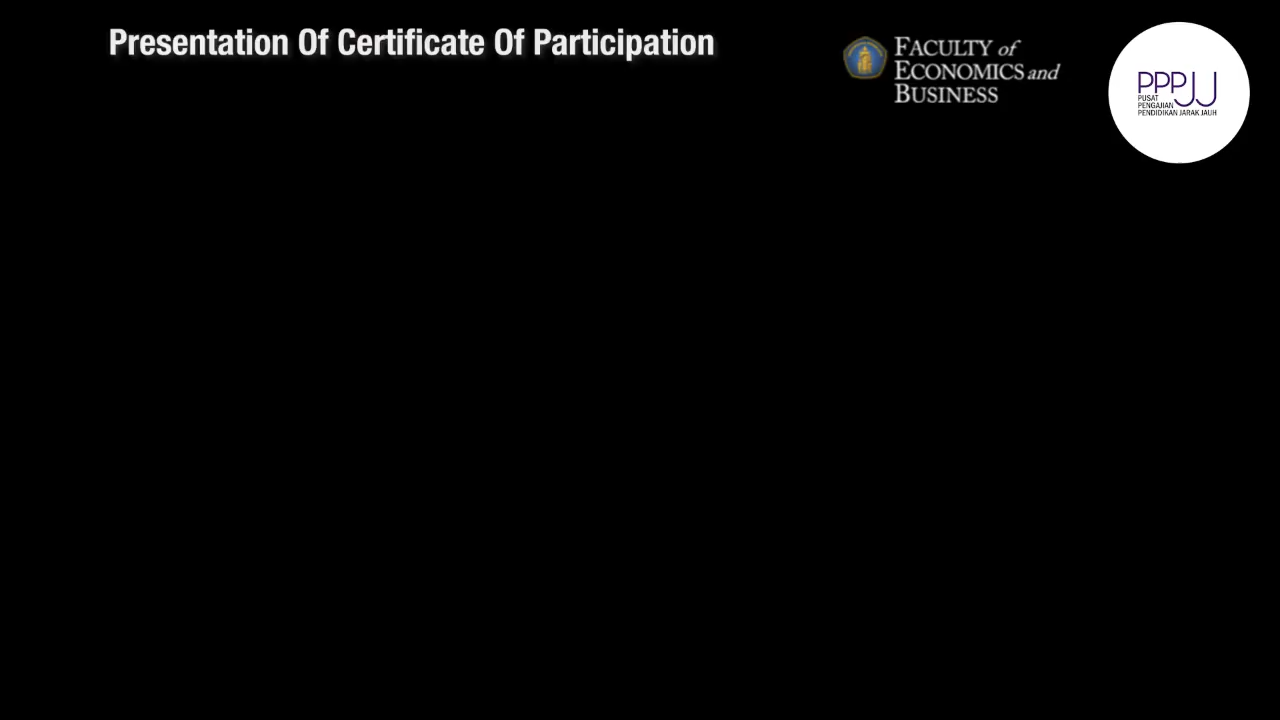 Presentation Of Certificate Of Participation
FACULTY of
ECONOMICS and
BUSINESS
PPPJJ
PUSAT
PENGAJIAN
PENDIDIKAN JARAK JAUH